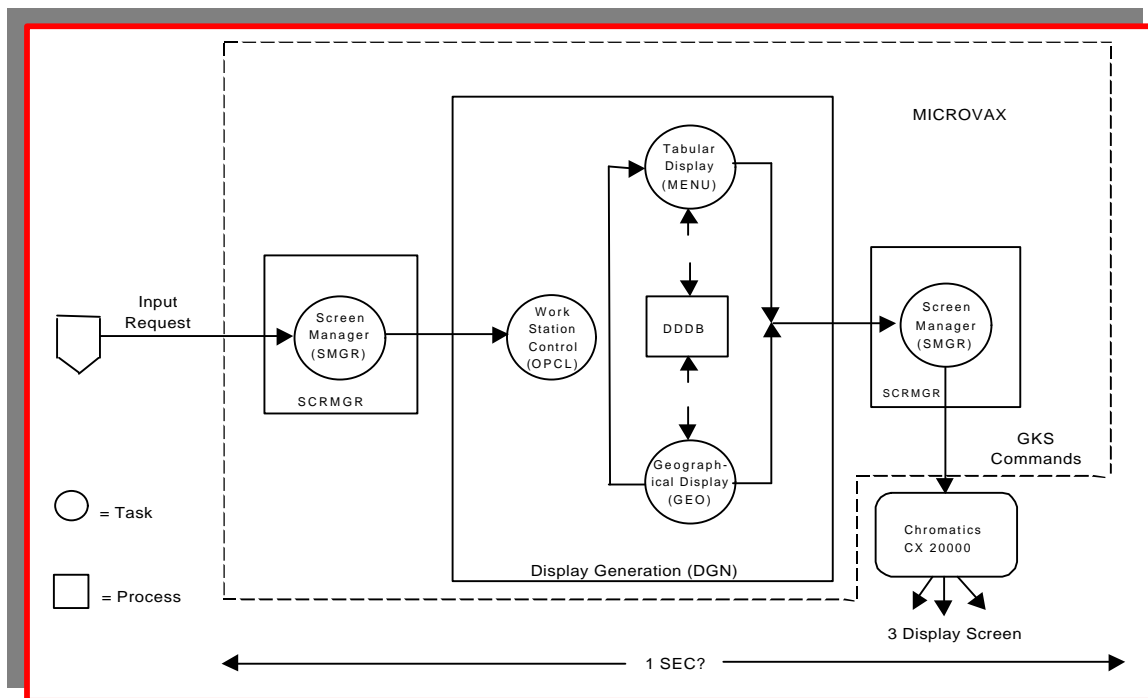 MICROVAX
Tabular
Display
(MENU)
Input
Request
Screen
Manager
(SMGR)
SCRMGR
Work
Station
Control
(OPCL)
DDDB
Screen
Manager
(SMGR)
SCRMGR
GKS
Commands
Geograph-
ical Display
(GEO)
= Task
= Process
Display Generation (DGN)
Chromatics
CX 20000
3 Display Screen
1 SEC?